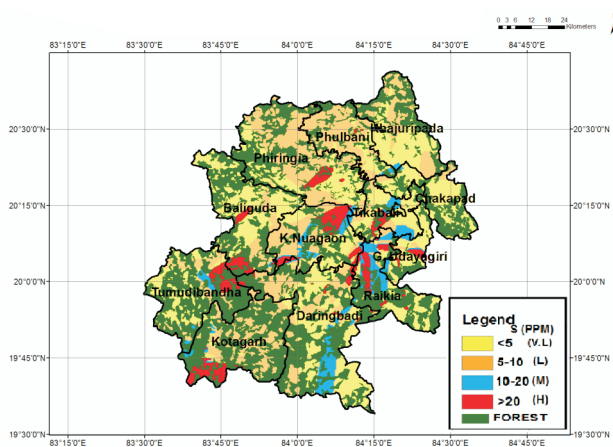 0 3 6 12 18 24
Kilometers
83°15'0"E 83°30'0"E 83°45'0"E 84°0'0"E 84°15'0"E 84°30'0"E 84°45'0"E
20°30'0"N
20°30'0"N
Khajuripada
Phulbani
Phiringia
20°15'0"N
20°15'0"N
Chakapad
Baliguda
Tikabali
K.Nuagaon
G. Udayagiri
20°0'0"N
20°0'0"N
Tumudibandha
Raikia
Daringbadi
Kotagarh
19°45'0"N
19°45'0"N
Legend
S (PPM)
<5 (V.L)
5-10 (L)
10-20 (M)
>20 (H)
FOREST
19°30'0"N
19°30'0"N
83°15'0"E 83°30'0"E 83°45'0"E 84°0'0"E 84°15'0"E 84°30'0"E 84°45'0"E